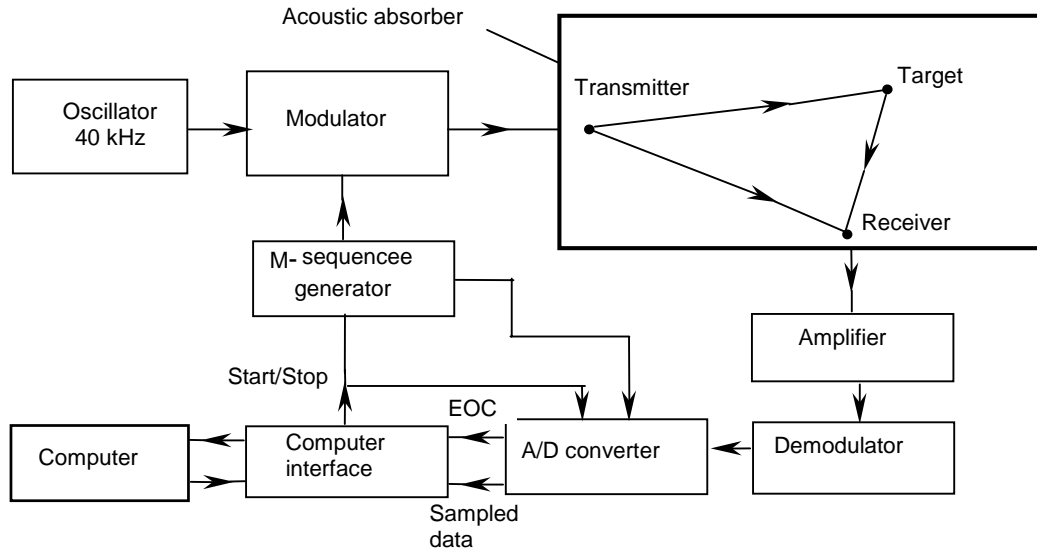 Acoustic absorber
Oscillator
40 kHz
Modulator
Transmitter
Target
Receiver
M- sequencee
generator
Amplifier
Start/Stop
EOC
Computer
Computer
interface
A/D converter
Demodulator
Sampled
data